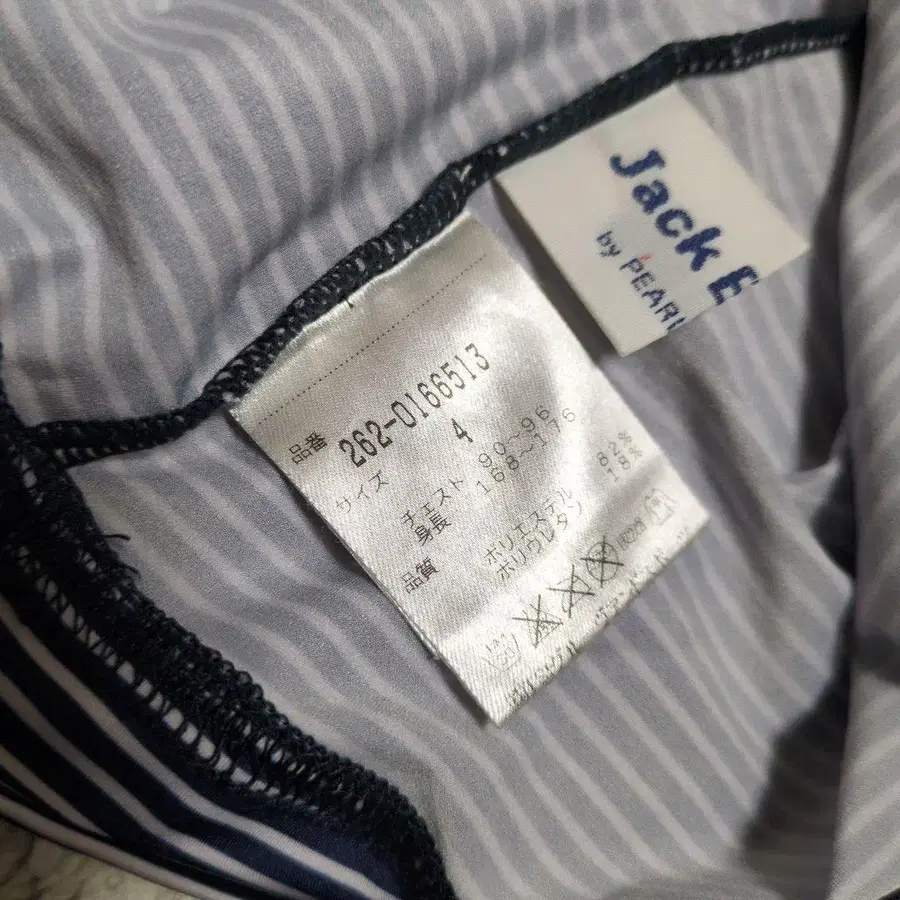 Jack B
by PEARL
品番 262-0166513
サイズ 4
チェスト 90~96
身長 168~176
品質 ポリエステル 82%
ポリウレタン 18%